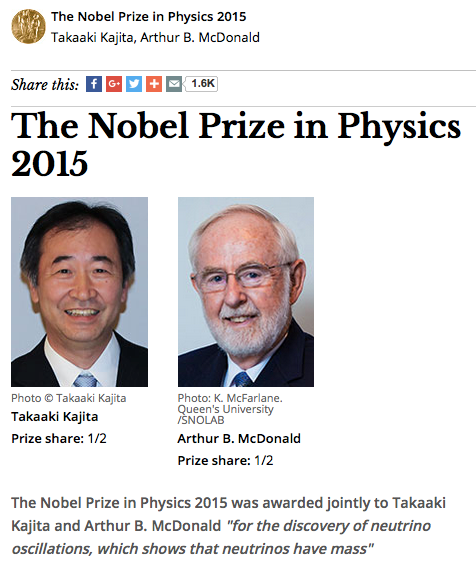 The Nobel Prize in Physics 2015
Takaaki Kajita, Arthur B. McDonald
Share this:
1.6K
The Nobel Prize in Physics
2015
Photo © Takaaki Kajita
Takaaki Kajita
Prize share: 1/2
Photo: K. McFarlane.
Queen's University
/SNOLAB
Arthur B. McDonald
Prize share: 1/2
The Nobel Prize in Physics 2015 was awarded jointly to Takaaki
Kajita and Arthur B. McDonald "for the discovery of neutrino
oscillations, which shows that neutrinos have mass"